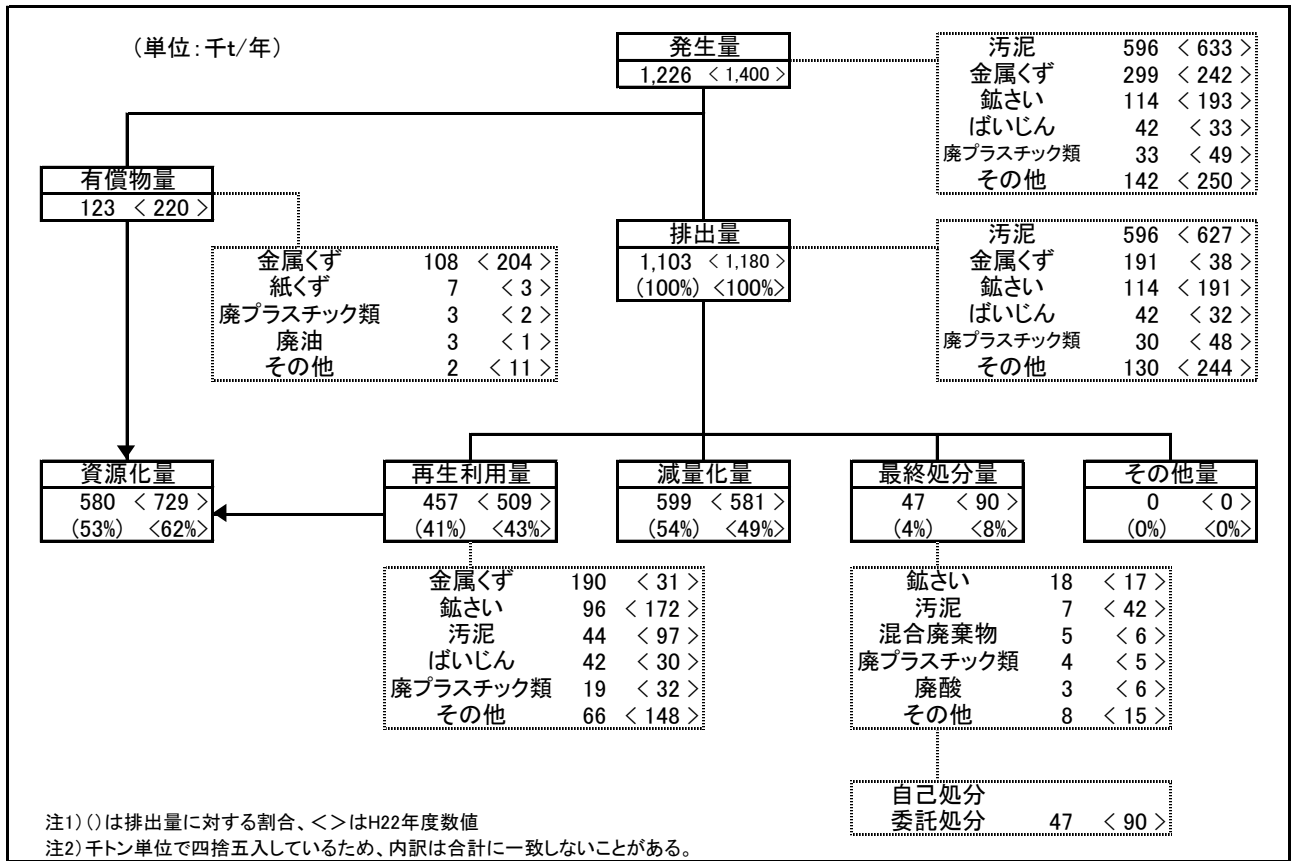 (単位:千t/年)
発生量
1,226 < 1,400 >
汚泥 596 < 633 >
金属くず 299 < 242 >
鉱さい 114 < 193 >
ばいじん 42 < 33 >
廃プラスチック類 33 < 49 >
その他 142 < 250 >
有償物量
123 < 220 >
金属くず 108 < 204 >
紙くず 7 < 3 >
廃プラスチック類 3 < 2 >
廃油 3 < 1 >
その他 2 < 11 >
排出量
1,103 < 1,180 >
(100%) <100%>
汚泥 596 < 627 >
金属くず 191 < 38 >
鉱さい 114 < 191 >
ばいじん 42 < 32 >
廃プラスチック類 30 < 48 >
その他 130 < 244 >
資源化量
580 < 729 >
(53%) <62%>
再生利用量
457 < 509 >
(41%) <43%>
減量化量
599 < 581 >
(54%) <49%>
最終処分量
47 < 90 >
(4%) <8%>
その他量
0 < 0 >
(0%) <0%>
金属くず 190 < 31 >
鉱さい 96 < 172 >
汚泥 44 < 97 >
ばいじん 42 < 30 >
廃プラスチック類 19 < 32 >
その他 66 < 148 >
鉱さい 18 < 17 >
汚泥 7 < 42 >
混合廃棄物 5 < 6 >
廃プラスチック類 4 < 5 >
廃酸 3 < 6 >
その他 8 < 15 >
自己処分
委託処分 47 < 90 >
注1)()は排出量に対する割合、<>はH22年度数値
注2)千トン単位で四捨五入しているため、内訳は合計に一致しないことがある。